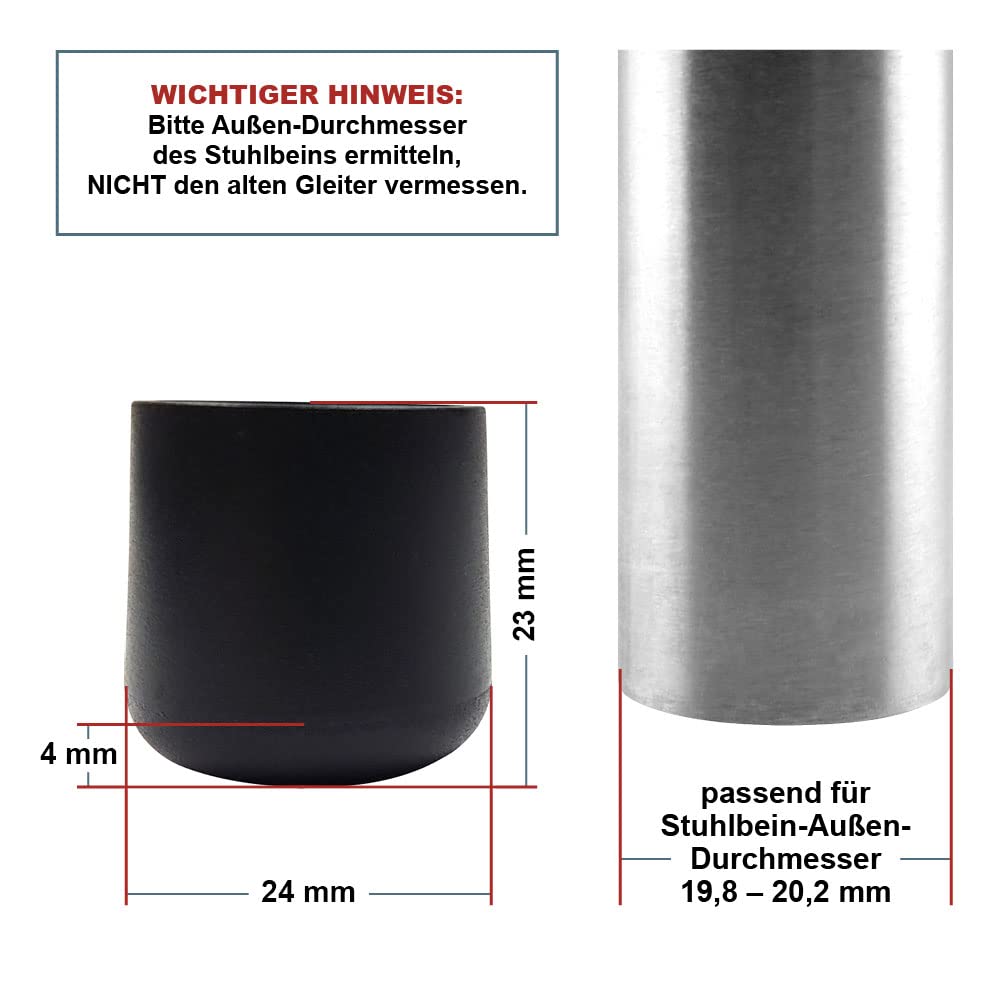 WICHTIGER HINWEIS:
Bitte Außen-Durchmesser
des Stuhlbeins ermitteln,
NICHT den alten Gleiter vermessen.
23 mm
4 mm
24 mm
passend für
Stuhlbein-Außen-
Durchmesser
19,8 – 20,2 mm